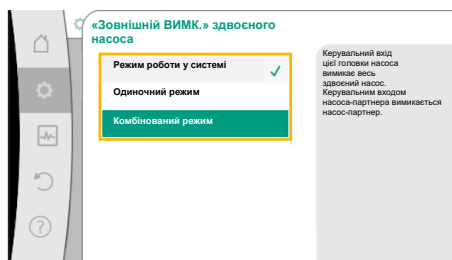 «Зовнішній ВИМК.» здвоєного
насоса
Режим роботи у системі
Одиночний режим
Комбінований режим
Керувальний вхід
цієї головки насоса
вимикає весь
здвоєний насос.
Керувальним входом
насоса-партнера вимикається
насос-партнер.